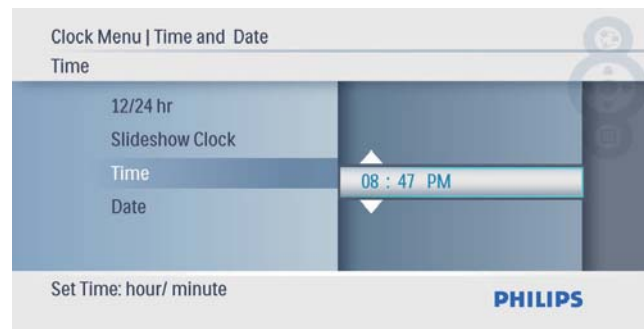 Clock Menu | Time and Date
Time
12/24 hr
Slideshow Clock
Time
08 : 47 PM
Date
Set Time: hour/ minute
PHILIPS